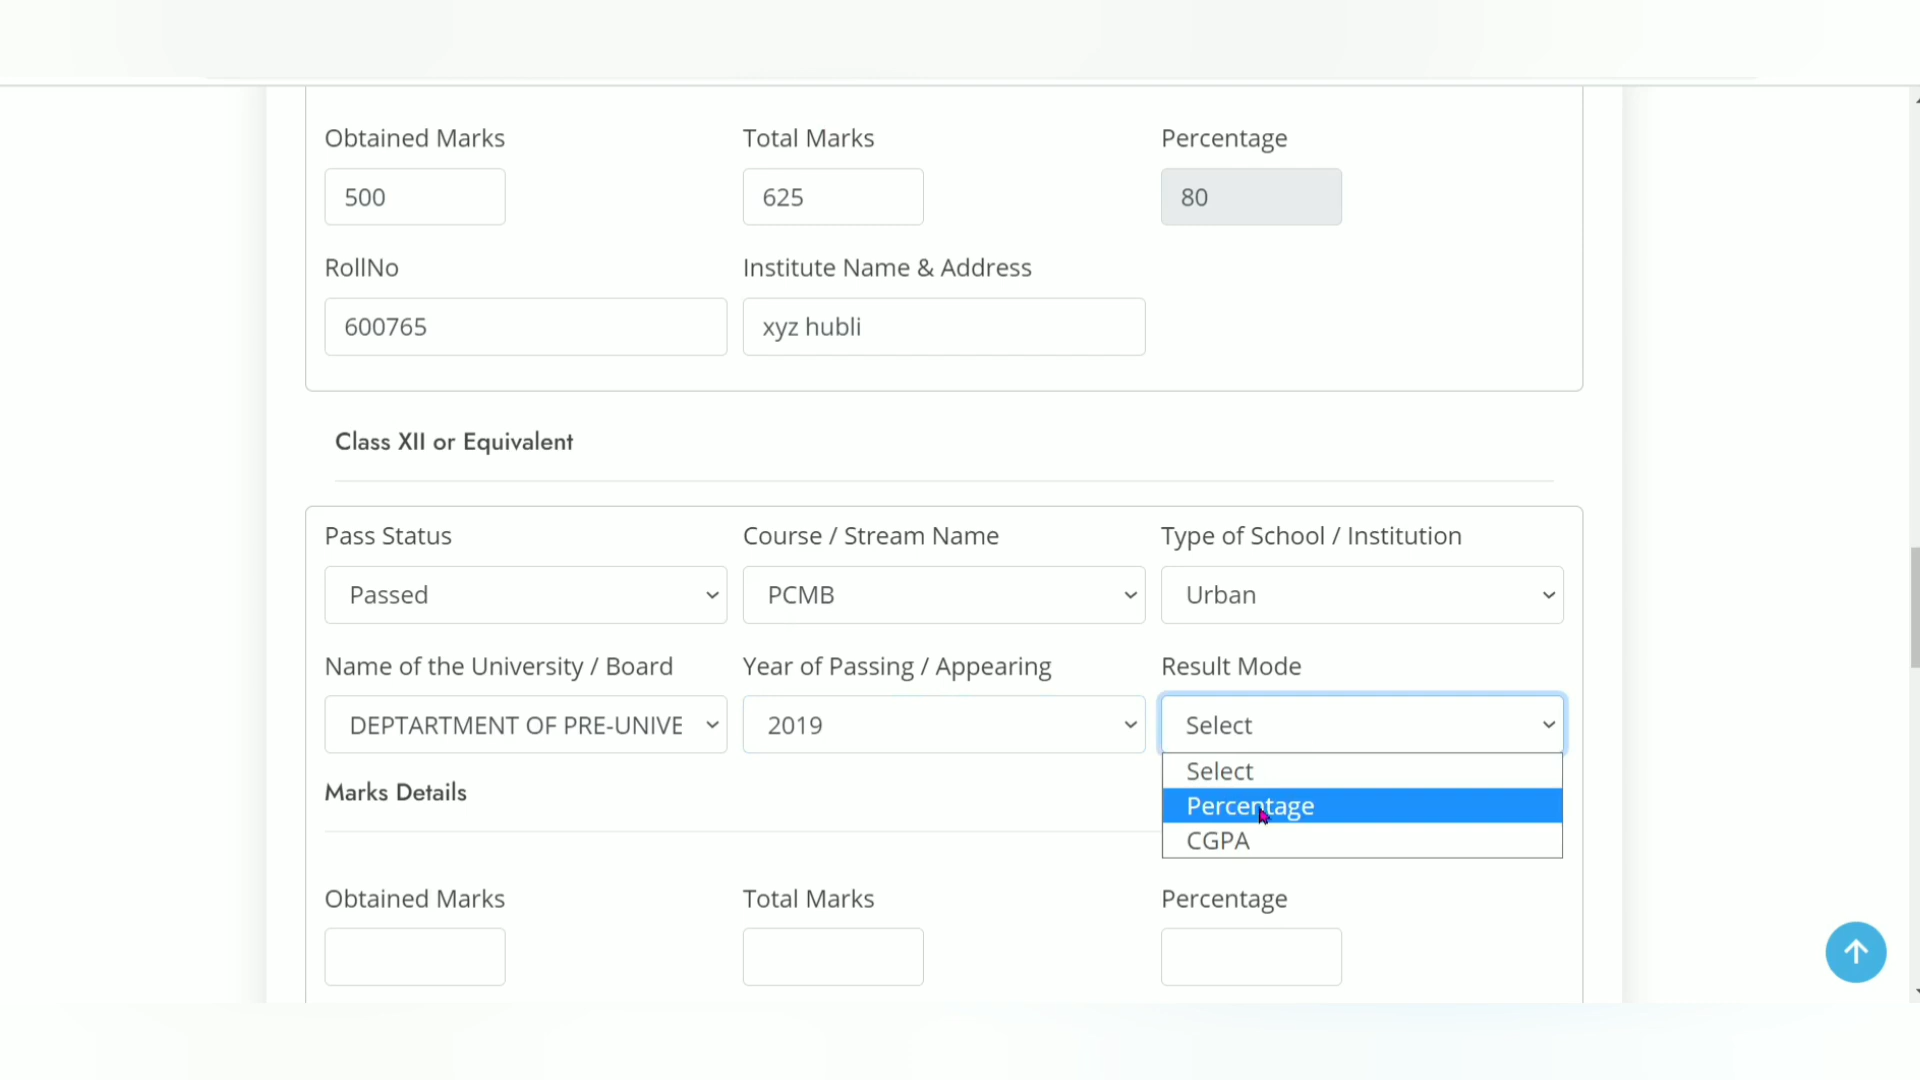 Obtained Marks Total Marks Percentage
500 625 80
RollNo Institute Name & Address
600765 xyz hubli
Class XII or Equivalent
Pass Status Course / Stream Name Type of School / Institution
Passed PCMB Urban
Name of the University / Board Year of Passing / Appearing Result Mode
DEPTARTMENT OF PRE-UNIVE 2019 Select
Select
Marks Details Percentage
CGPA
Obtained Marks Total Marks Percentage